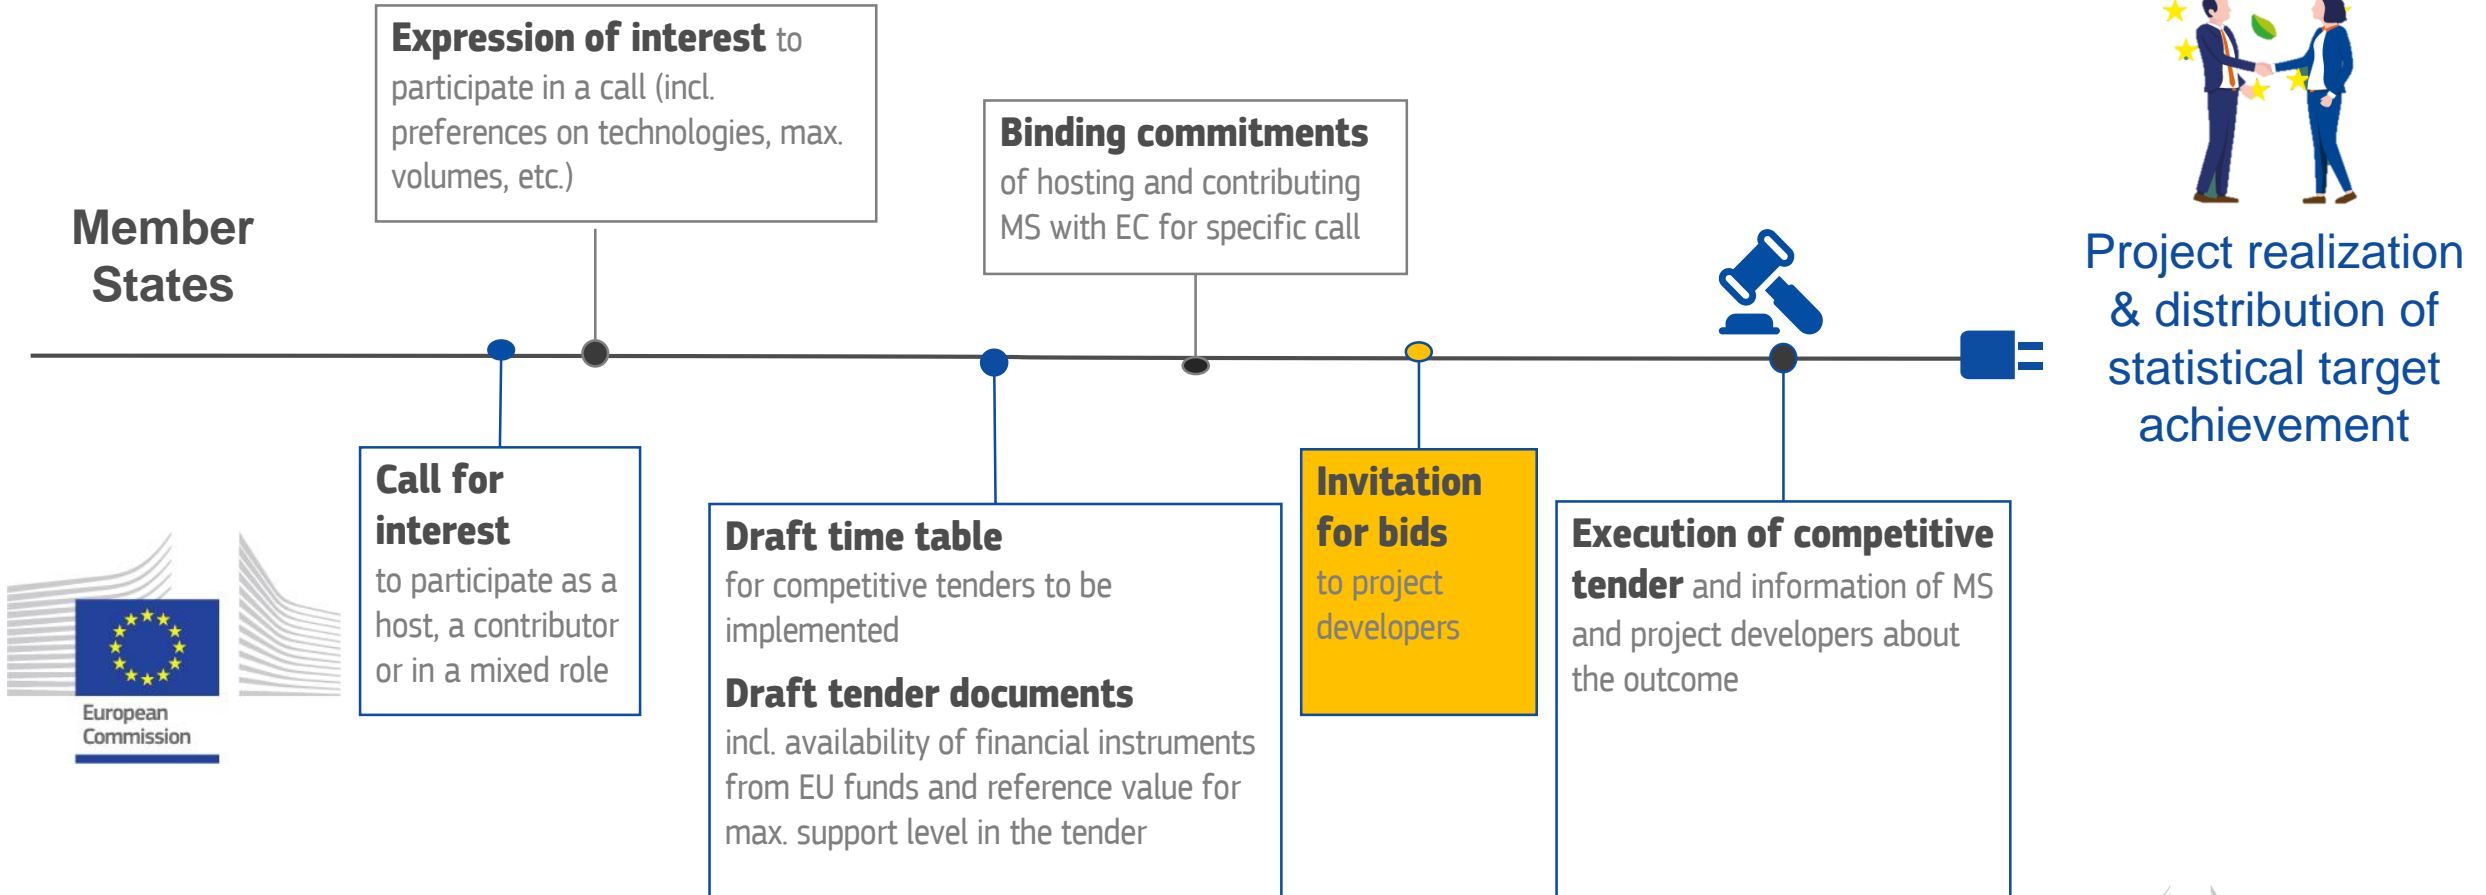 Expression of interest to
participate in a call (incl.
preferences on technologies, max.
volumes, etc.)
Binding commitments
of hosting and contributing
MS with EC for specific call
Member
States
Project realization
& distribution of
statistical target
achievement
Call for
interest
to participate as a
host, a contributor
or in a mixed role
Draft time table
for competitive tenders to be
implemented
Draft tender documents
incl. availability of financial instruments
from EU funds and reference value for
max. support level in the tender
Invitation
for bids
to project
developers
Execution of competitive
tender and information of MS
and project developers about
the outcome
European
Commission